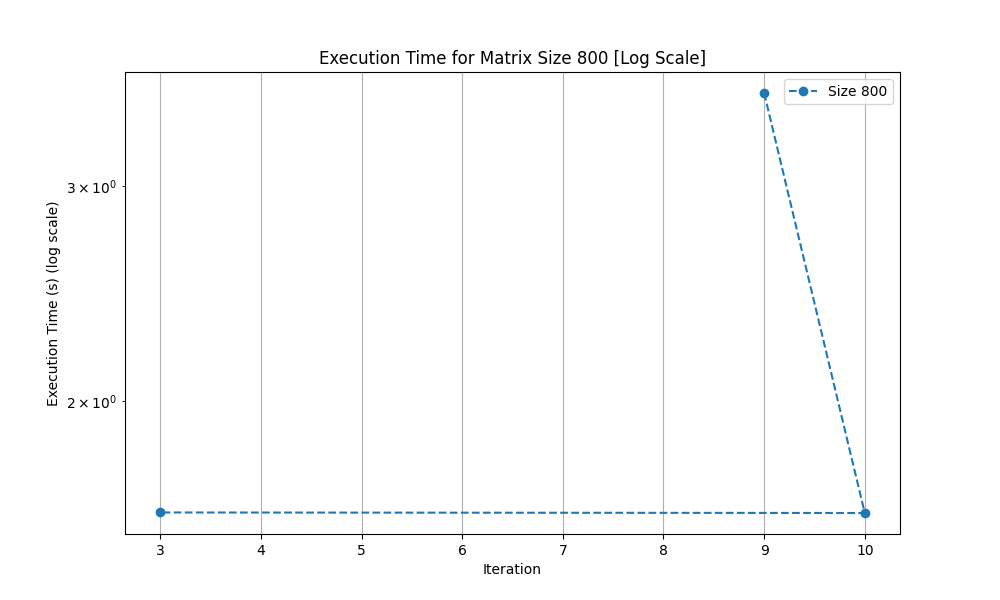 Execution Time for Matrix Size 800 [Log Scale]
Size 800
3 × 10⁰
2 × 10⁰
Execution Time (s) (log scale)
3 4 5 6 7 8 9 10
Iteration